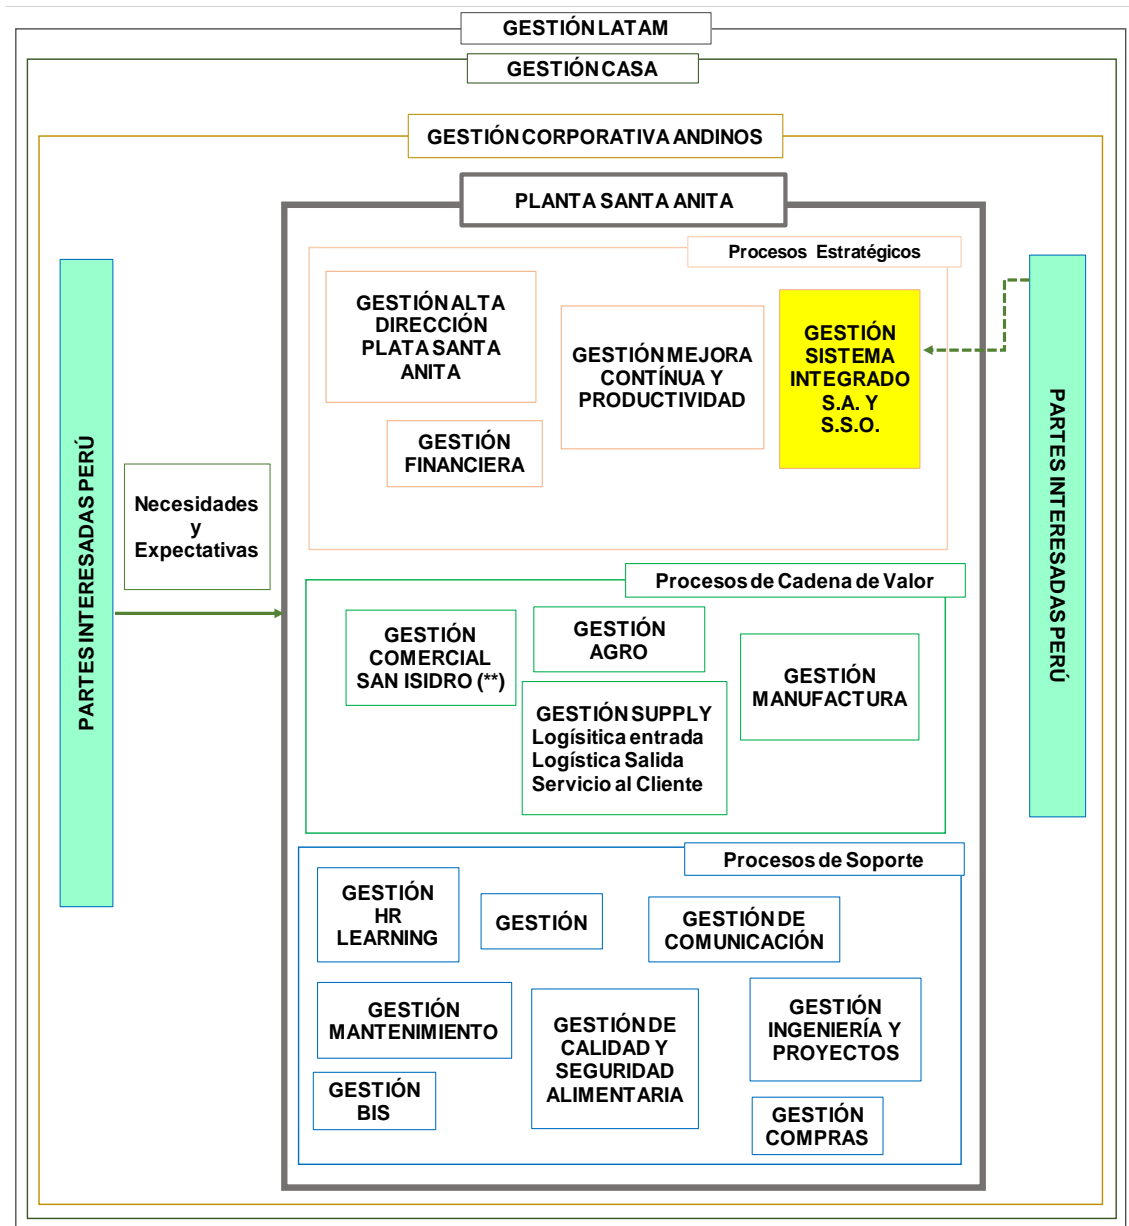 GESTIÓN LATAM
GESTIÓN CASA
GESTIÓN CORPORATIVA ANDINOS
PLANTA SANTA ANITA
PARTES INTERESADAS PERÚ
Necesidades
y
Expectativas
Procesos Estratégicos
GESTIÓN ALTA
DIRECCIÓN
PLATA SANTA
ANITA
GESTIÓN MEJORA
CONTÍNUA Y
PRODUCTIVIDAD
GESTIÓN
SISTEMA
INTEGRADO
S.A. Y
S.S.O.
GESTIÓN
FINANCIERA
Procesos de Cadena de Valor
GESTIÓN
COMERCIAL
SAN ISIDRO (**)
GESTIÓN
AGRO
GESTIÓN
MANUFACTURA
GESTIÓN SUPPLY
Logísitica entrada
Logística Salida
Servicio al Cliente
Procesos de Soporte
GESTIÓN
HR
LEARNING
GESTIÓN
GESTIÓN DE
COMUNICACIÓN
GESTIÓN
MANTENIMIENTO
GESTIÓN DE
CALIDAD Y
SEGURIDAD
ALIMENTARIA
GESTIÓN
INGENIERÍA Y
PROYECTOS
GESTIÓN
BIS
GESTIÓN
COMPRAS
PARTES INTERESADAS PERÚ